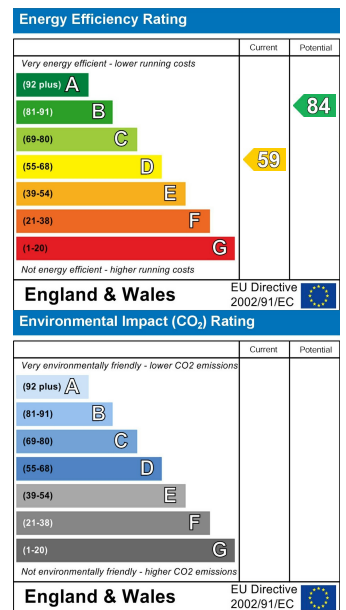 Energy Efficiency Rating
Current Potential
Very energy efficient - lower running costs
(92 plus) A
(81-91) B
84
(69-80) C
(55-68) D
59
(39-54) E
(21-38) F
(1-20) G
Not energy efficient - higher running costs
England & Wales
EU Directive
2002/91/EC
Environmental Impact (CO₂) Rating
Current Potential
Very environmentally friendly - lower CO2 emissions
(92 plus) A
(81-91) B
(69-80) C
(55-68) D
(39-54) E
(21-38) F
(1-20) G
Not environmentally friendly - higher CO2 emissions
England & Wales
EU Directive
2002/91/EC